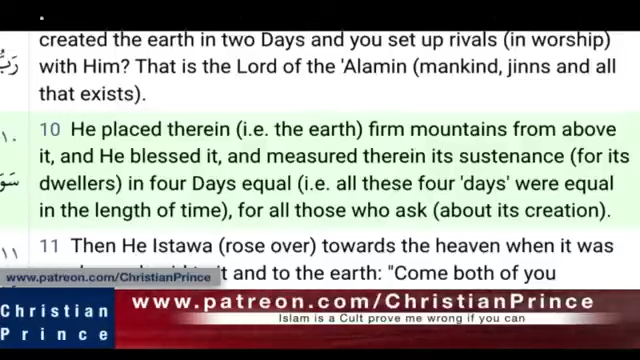 created the earth in two Days and you set up rivals (in worship)
with Him? That is the Lord of the 'Alamin (mankind, jinns and all
that exists).
١٠
10 He placed therein (i.e. the earth) firm mountains from above
it, and He blessed it, and measured therein its sustenance (for its
dwellers) in four Days equal (i.e. all these four 'days' were equal
in the length of time), for all those who ask (about its creation).
١١
11 Then He Istawa (rose over) towards the heaven when it was
it and to the earth: "Come both of you
www.patreon.com/ChristianPrince
Christian
Prince
www.patreon.com/ChristianPrince
Islam is a Cult prove me wrong if you can